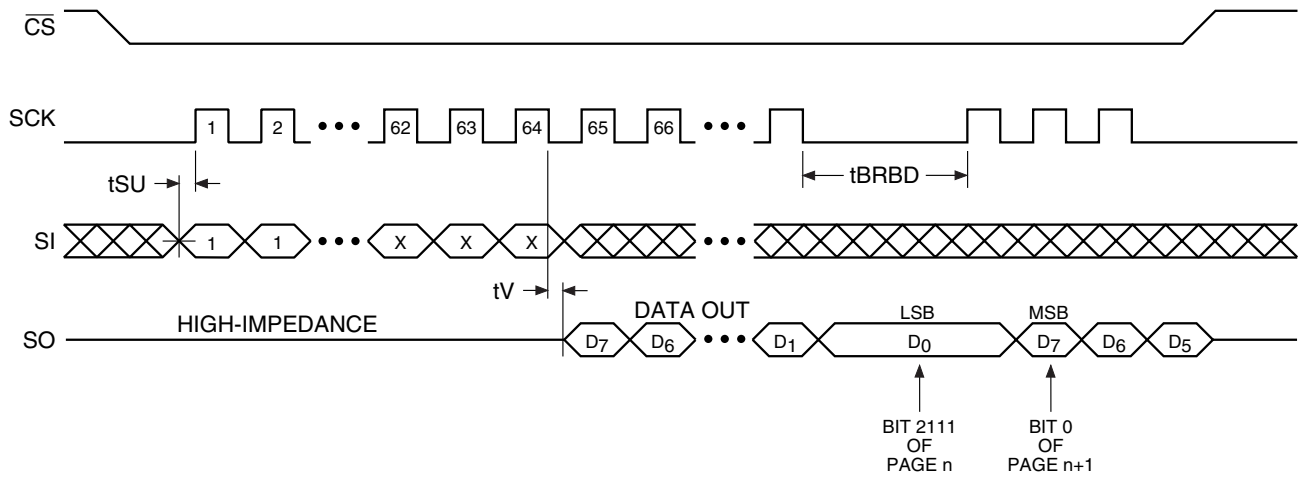 CS
SCK 1 2 ••• 62 63 64 65 66 •••
tSU tBRBD
SI 1 1 ••• X X X •••
tV
HIGH-IMPEDANCE DATA OUT LSB MSB
SO D7 D6 ••• D1 D0 D7 D6 D5
BIT 2111 BIT 0
OF OF
PAGE n PAGE n+1